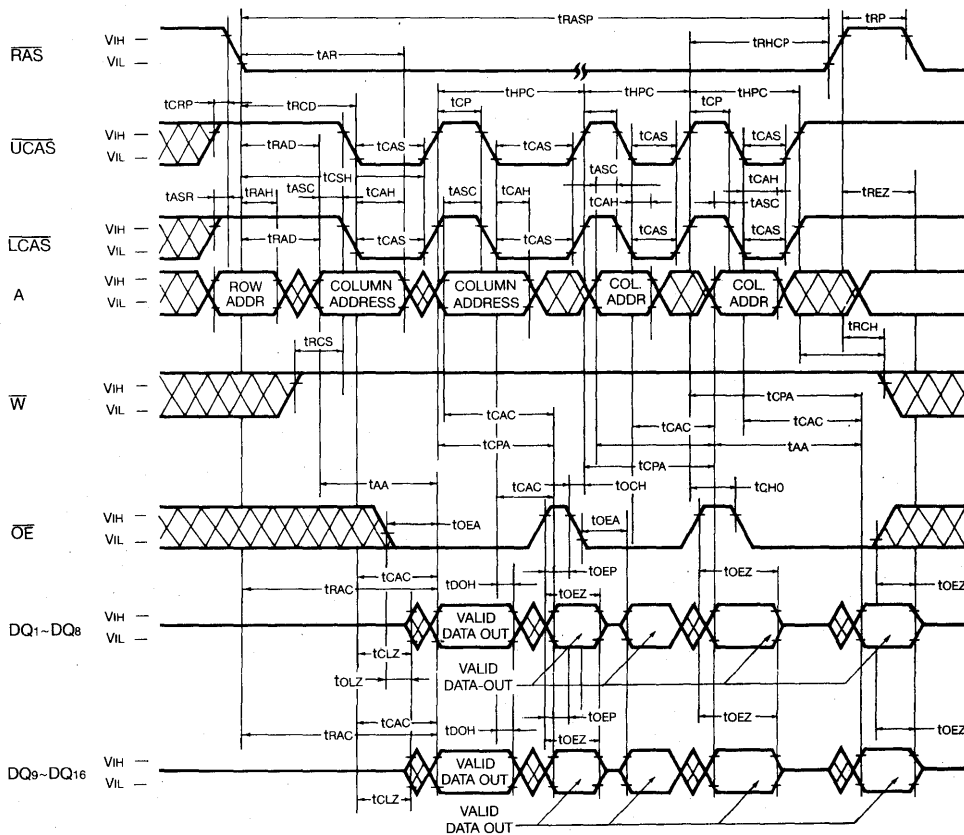 tRASP
tRP
VIH
RAS
tAR
tRHCP
VIL
tCRP
tRCD
tCP
tHPC
tHPC
tCP
tHPC
VIH
UCAS
VIL
tRAD
tCAS
tCAS
tCAS
tCAS
tCSH
tASC
tASR
tRAH
tASC
tCAH
tASC
tCAH
tCAH
tCAH
tASC
tREZ
VIH
LCAS
VIL
tRAD
tCAS
tCAS
tCAS
tCAS
VIH
A
VIL
ROW
ADDR
COLUMN
ADDRESS
COLUMN
ADDRESS
COL.
ADDR
COL.
ADDR
tRCS
tRCH
VIH
W
VIL
tCPA
tCAC
tCAC
tCAC
tCPA
tAA
tCPA
tAA
tCAC
tOCH
tCHO
VIH
OE
VIL
tOEA
tOEA
tCAC
tDOH
tOEP
tOEZ
tOEZ
tRAC
tOEZ
VIH
DQ1~DQ8
VIL
VALID
DATA OUT
tCLZ
tOLZ
VALID
DATA-OUT
tCAC
tDOH
tOEP
tOEZ
tOEZ
tRAC
tOEZ
VIH
DQ9~DQ16
VIL
VALID
DATA OUT
tCLZ
VALID
DATA OUT